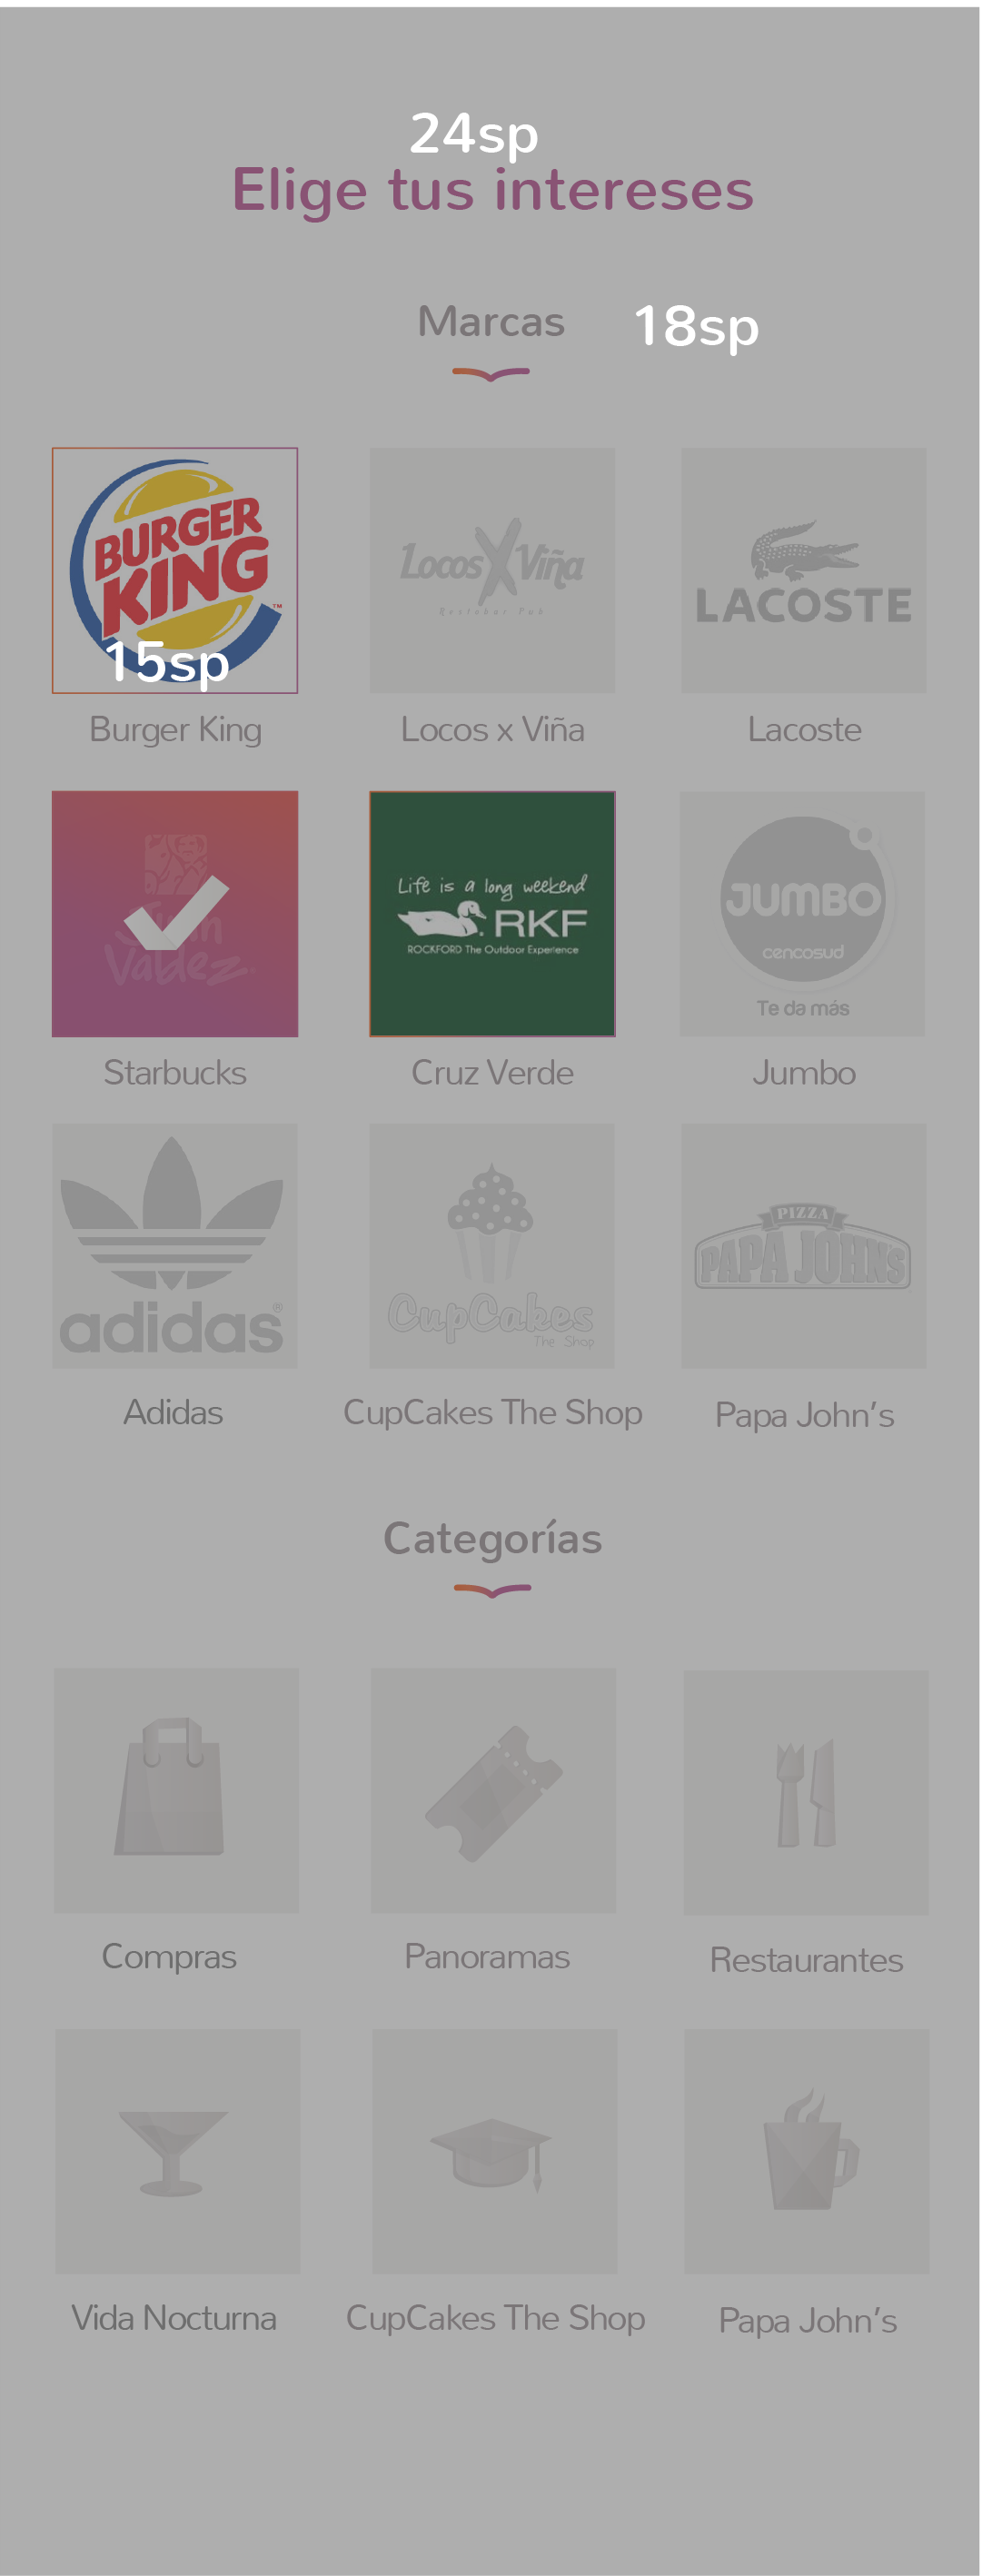 24sp
Elige tus intereses
Marcas
18sp
BURGER
KING
™
15sp
Locos X Viña
Restobar Pub
LACOSTE
Burger King
Locos x Viña
Lacoste
Juan
Valdez
Life is a long weekend
RKF
ROCKFORD The Outdoor Experience
JUMBO
cencosud
Te da más
Starbucks
Cruz Verde
Jumbo
adidas®
CupCakes
The Shop
PIZZA
PAPA JOHNS
Adidas
CupCakes The Shop
Papa John's
Categorías
Compras
Panoramas
Restaurantes
Vida Nocturna
CupCakes The Shop
Papa John's